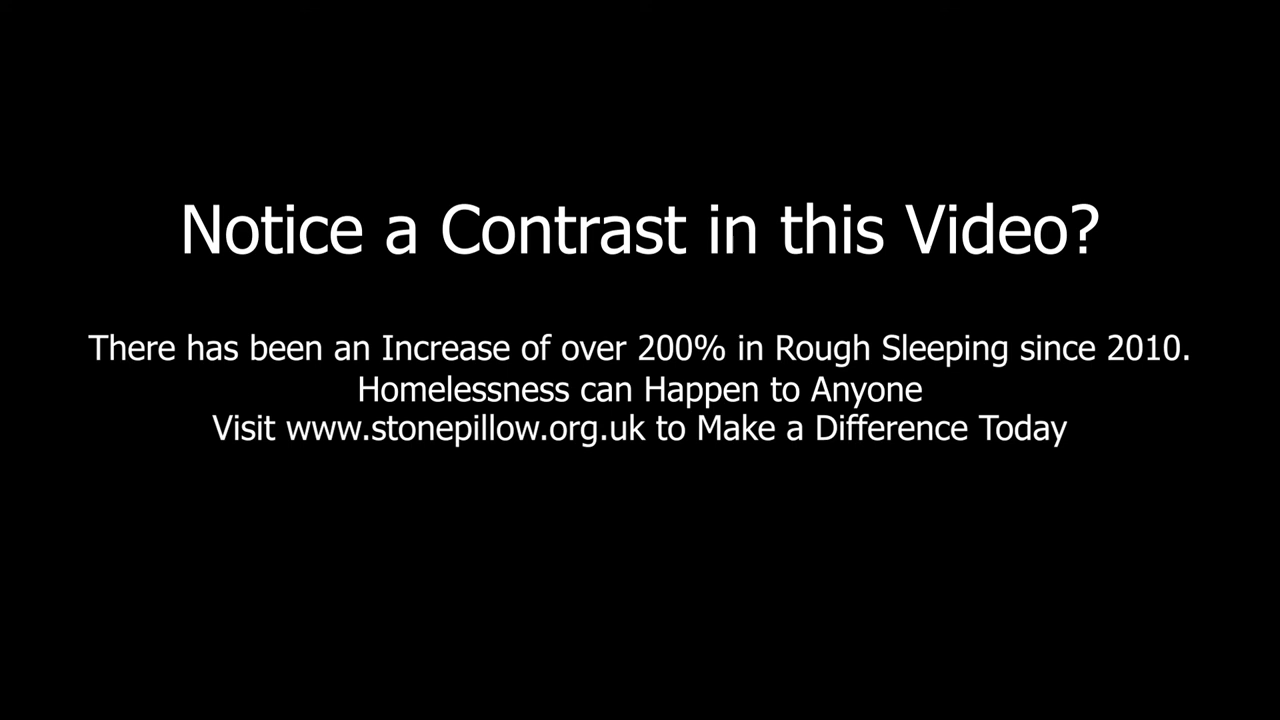 Notice a Contrast in this Video?
There has been an Increase of over 200% in Rough Sleeping since 2010.
Homelessness can Happen to Anyone
Visit www.stonepillow.org.uk to Make a Difference Today